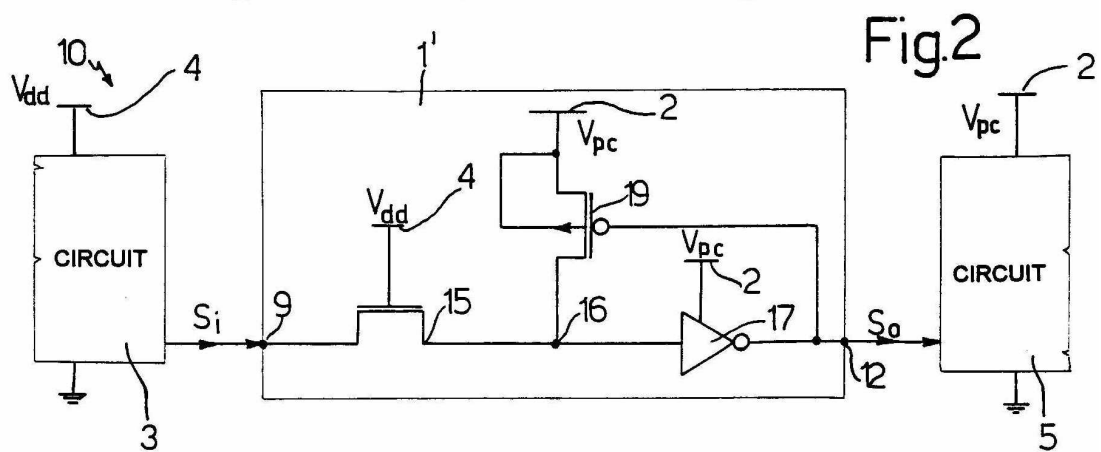 Fig.2
10
4
Vdd
1'
2
Vpc
2
Vpc
4
Vdd
19
Vpc
2
CIRCUIT
CIRCUIT
Si
9
15
16
17
So
12
3
5